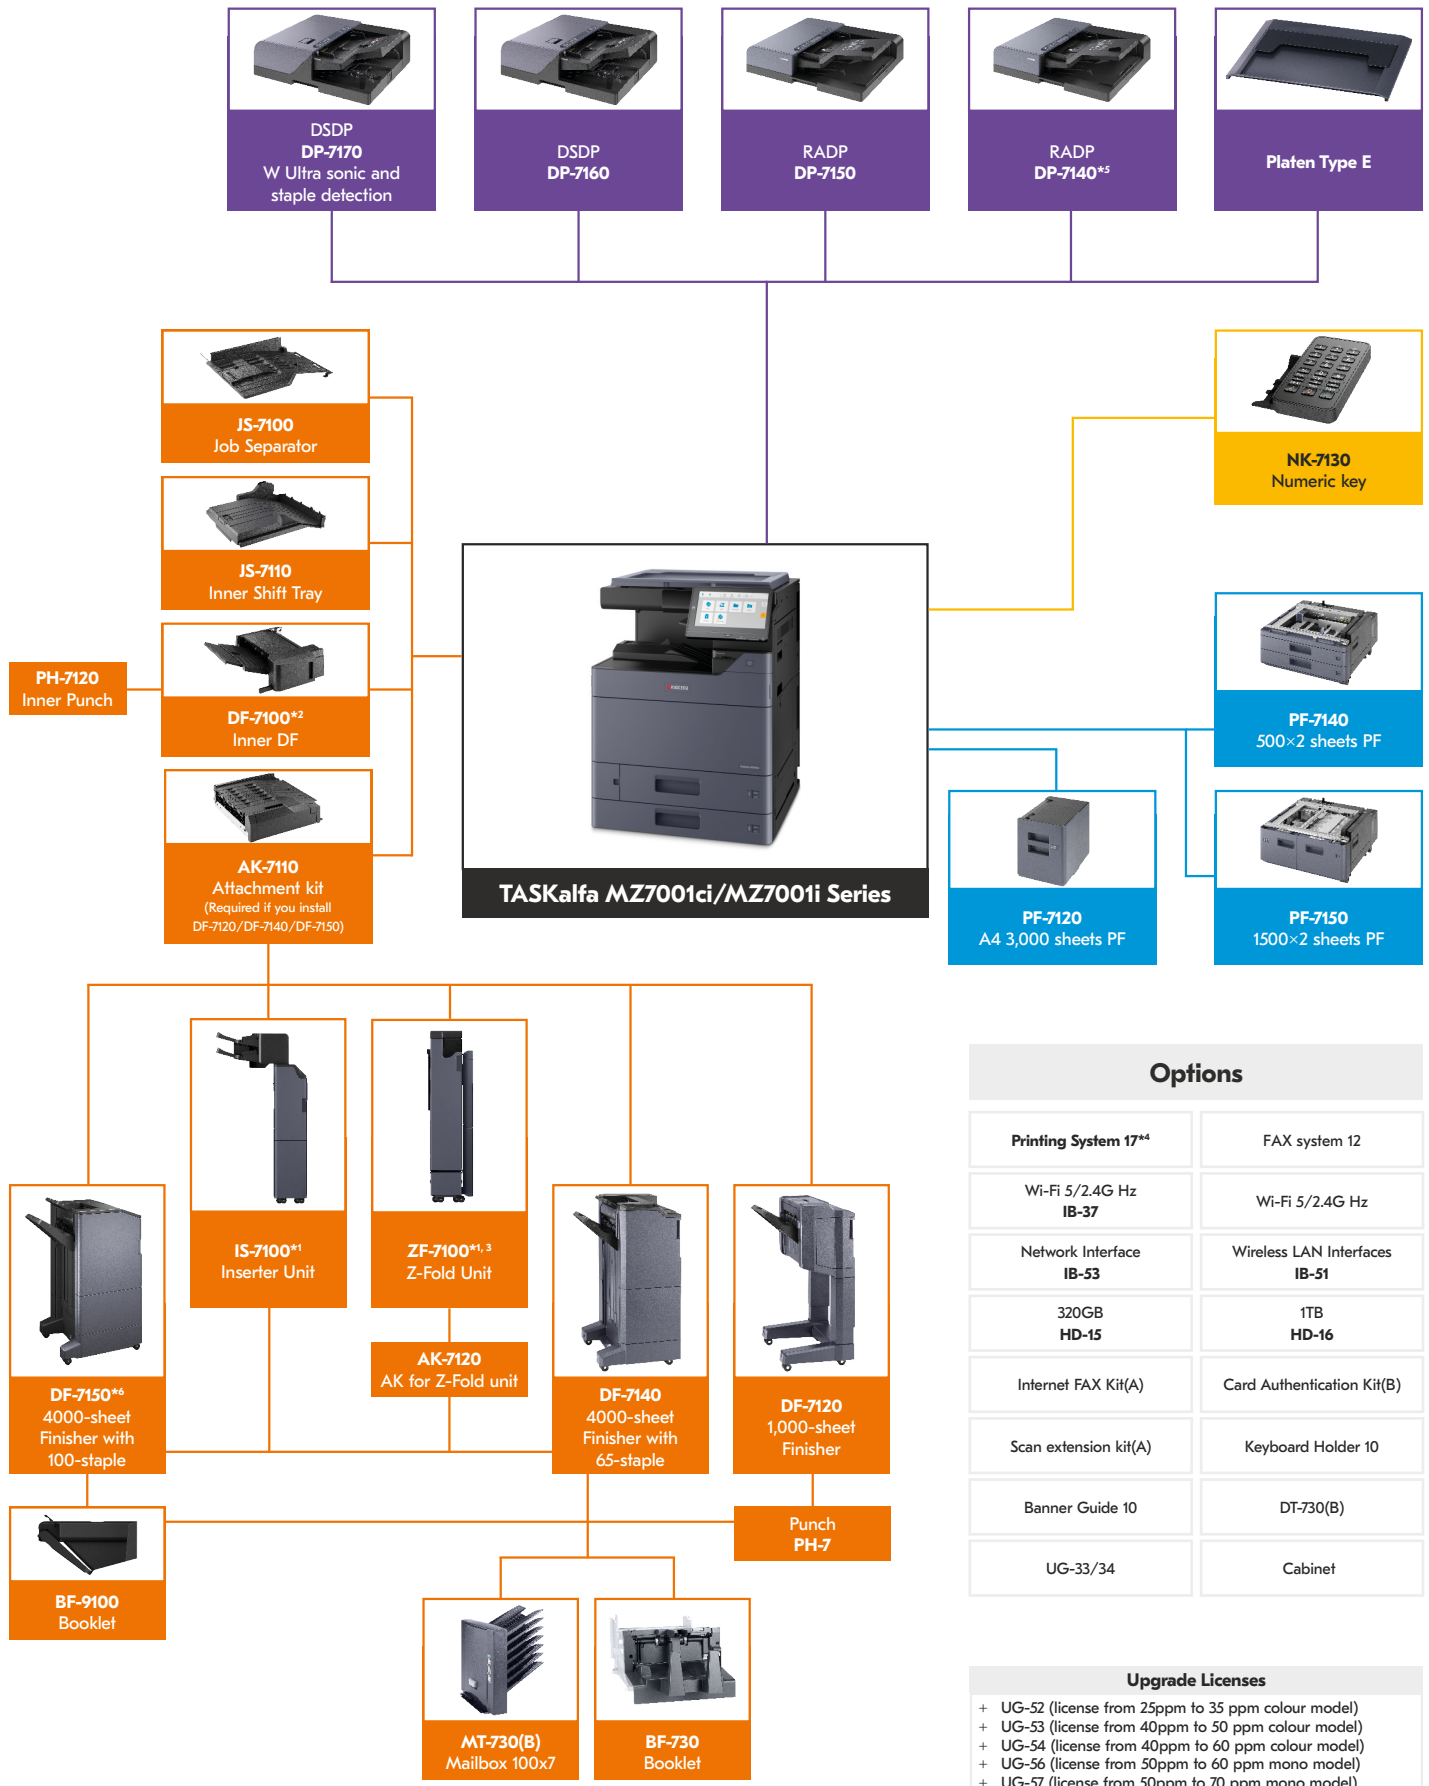 DSDP
DP-7170
W Ultra sonic and
staple detection
DSDP
DP-7160
RADP
DP-7150
RADP
DP-7140*5
Platen Type E
JS-7100
Job Separator
NK-7130
Numeric key
JS-7110
Inner Shift Tray
PH-7120
Inner Punch
DF-7100*2
Inner DF
KYOCERA
PF-7140
500×2 sheets PF
AK-7110
Attachment kit
(Required if you install
DF-7120/DF-7140/DF-7150)
TASKalfa MZ7001ci/MZ7001i Series
PF-7120
A4 3,000 sheets PF
PF-7150
1500×2 sheets PF
IS-7100*1
Inserter Unit
ZF-7100*1, 3
Z-Fold Unit
AK-7120
AK for Z-Fold unit
DF-7150*6
4000-sheet
Finisher with
100-staple
DF-7140
4000-sheet
Finisher with
65-staple
DF-7120
1,000-sheet
Finisher
Punch
PH-7
BF-9100
Booklet
MT-730(B)
Mailbox 100x7
BF-730
Booklet
Options
Printing System 17*4
FAX system 12
Wi-Fi 5/2.4G Hz
IB-37
Wi-Fi 5/2.4G Hz
Network Interface
IB-53
Wireless LAN Interfaces
IB-51
320GB
HD-15
1TB
HD-16
Internet FAX Kit(A)
Card Authentication Kit(B)
Scan extension kit(A)
Keyboard Holder 10
Banner Guide 10
DT-730(B)
UG-33/34
Cabinet
Upgrade Licenses
+ UG-52 (license from 25ppm to 35 ppm colour model)
+ UG-53 (license from 40ppm to 50 ppm colour model)
+ UG-54 (license from 40ppm to 60 ppm colour model)
+ UG-56 (license from 50ppm to 60 ppm mono model)
+ UG-57 (license from 50ppm to 70 ppm mono model)